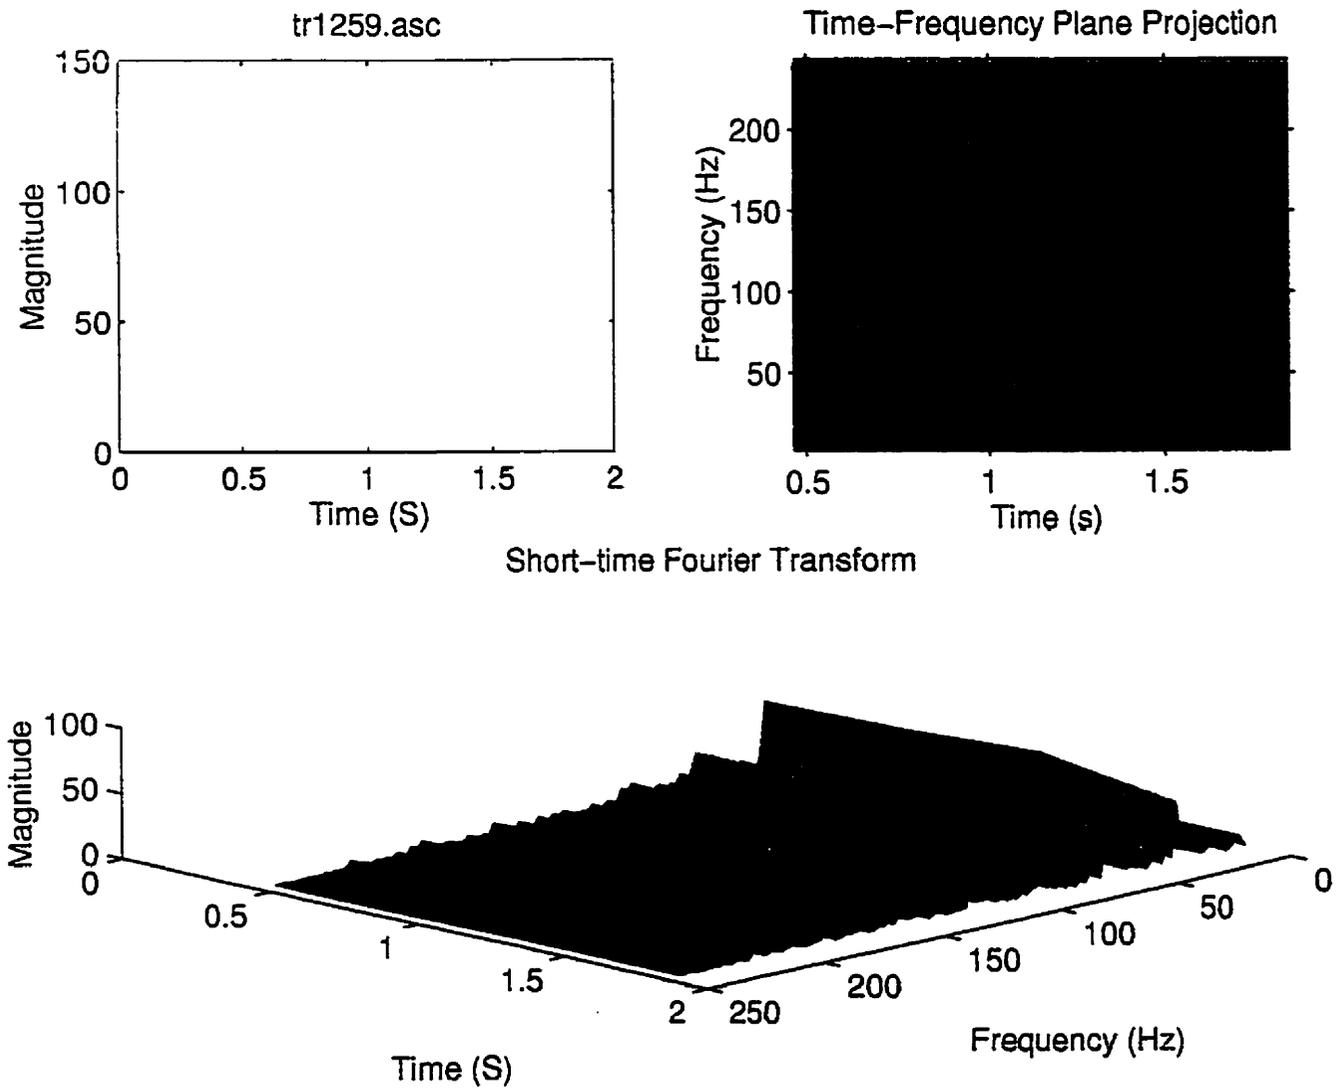 tr1259.asc
150
100
50
0
Magnitude
0 0.5 1 1.5 2
Time (S)
Time–Frequency Plane Projection
200
150
100
50
Frequency (Hz)
0.5 1 1.5
Time (s)
Short–time Fourier Transform
100
50
0
Magnitude
0
0.5
1
1.5
2
Time (S)
250
200
150
100
50
0
Frequency (Hz)